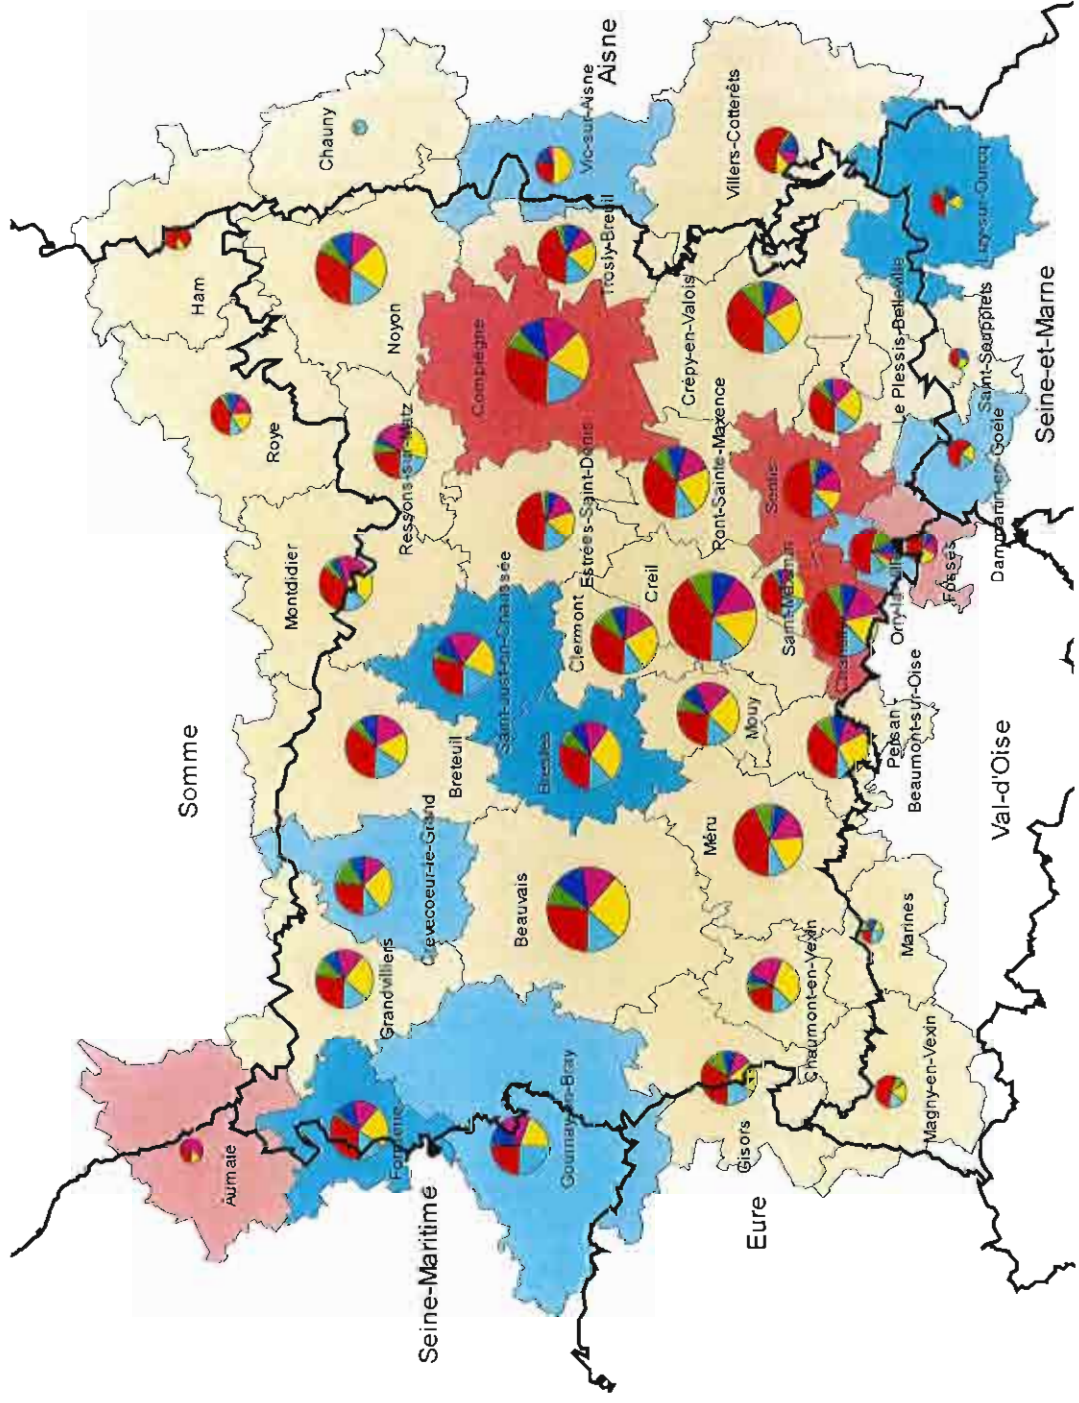 Somme
Aisne
Seine-Maritime
Eure
Val-d'Oise
Seine-et-Marne
Aumale
Formerie
Gournay-en-Bray
Gisors
Magny-en-Vexin
Chaumont-en-Vexin
Marines
Grandvilliers
Crèvecoeur-le-Grand
Beauvais
Méru
Breteuil
Bresles
Mouy
Persan-
Beaumont-sur-Oise
Saint-Just-en-Chaussée
Clermont
Creil
Montdidier
Estrées-Saint-Denis
Pont-Sainte-Maxence
Senlis
Orry-la-Ville
Fosses
Dammartin-en-Goële
Saint-Soupplets
Le Plessis-Belleville
Roye
Ressons-sur-Matz
Compiègne
Crépy-en-Valois
Noyon
Ham
Chauny
Vic-sur-Aisne
Trosly-Breuil
Villers-Cotterêts
Lizy-sur-Ourcq